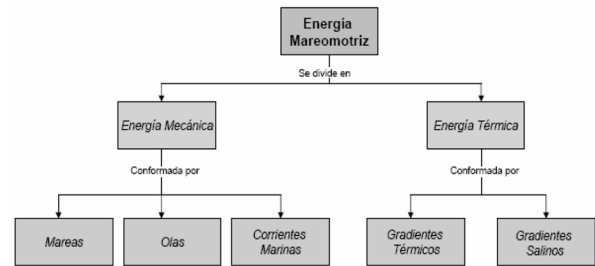 Energía
Mareomotriz
Se divide en
Energía Mecánica
Energía Térmica
Conformada por
Conformada por
Mareas
Olas
Corrientes
Marinas
Gradientes
Térmicos
Gradientes
Salinos